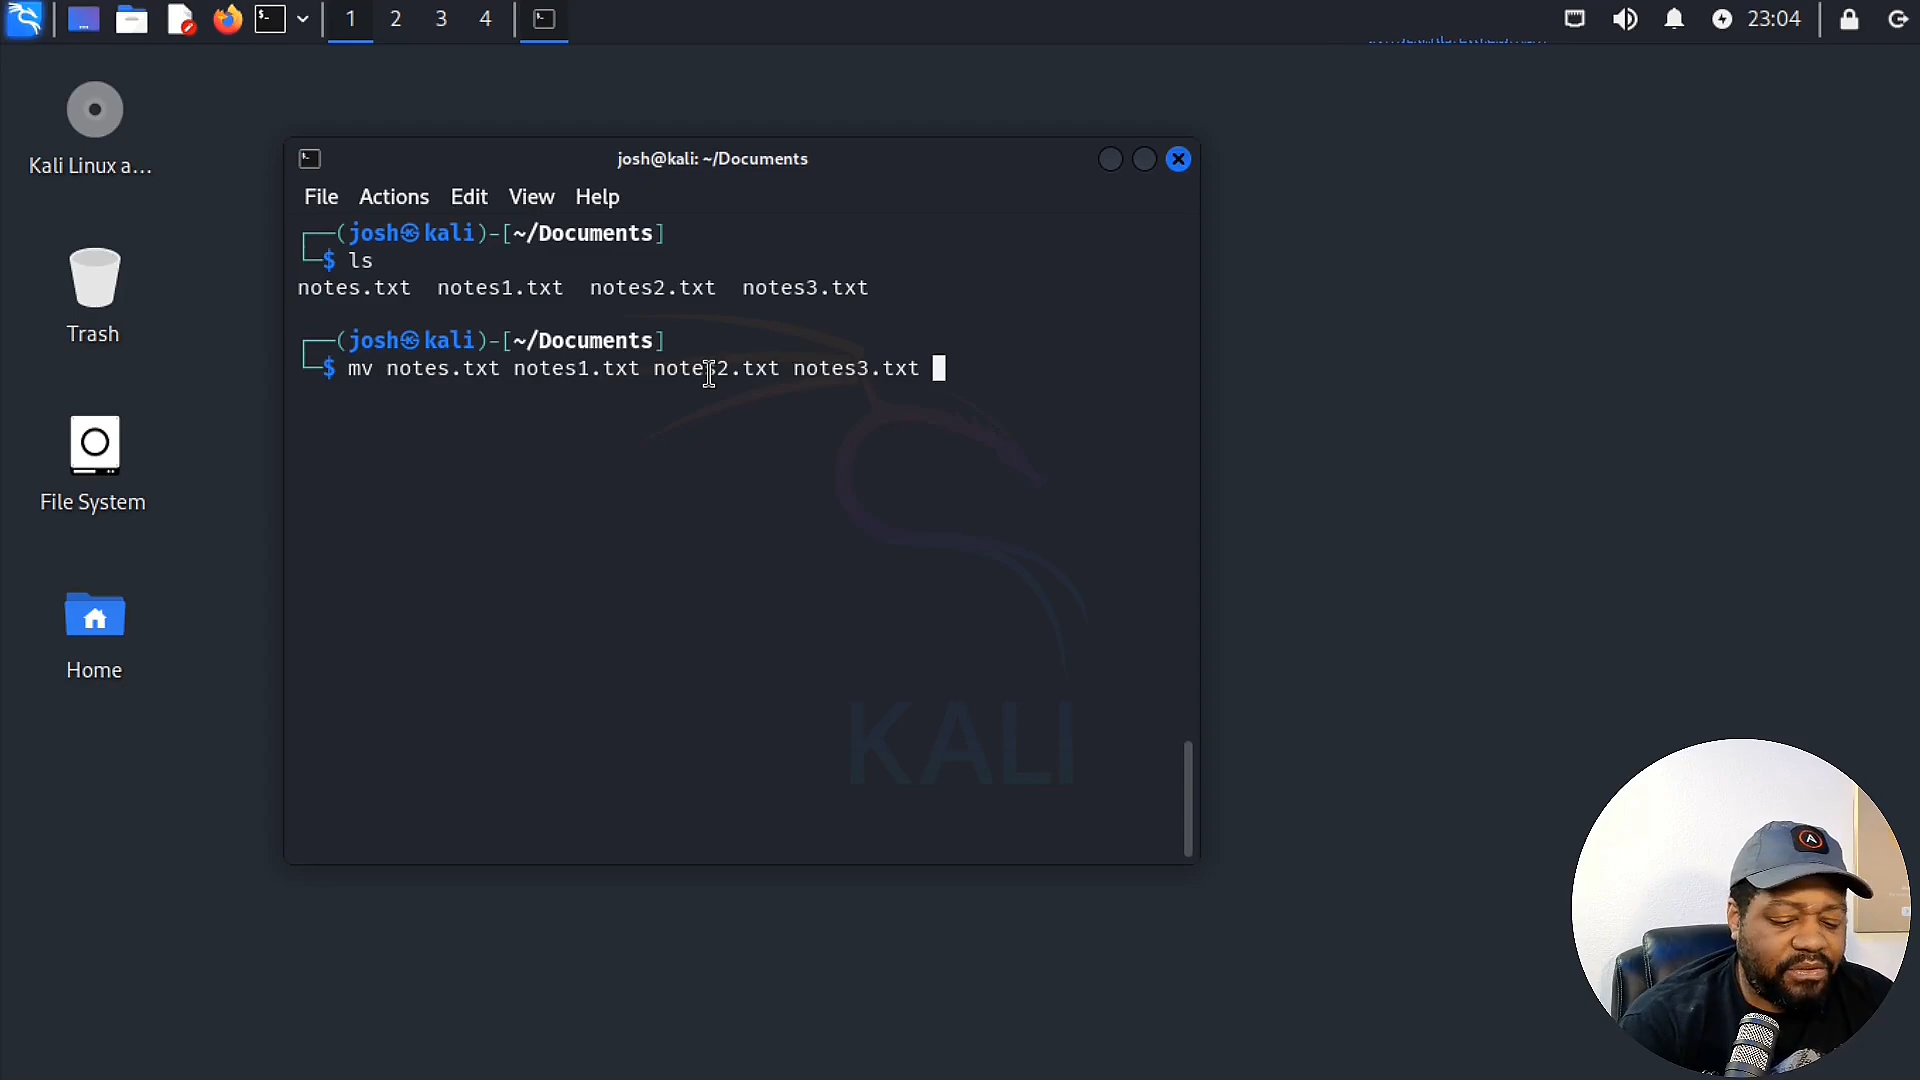 1 2 3 4 23:04
Kali Linux a...
Trash
File System
Home
josh@kali: ~/Documents
File Actions Edit View Help
(josh㉿kali)-[~/Documents]
$ ls
notes.txt notes1.txt notes2.txt notes3.txt
(josh㉿kali)-[~/Documents]
$ mv notes.txt notes1.txt notes2.txt notes3.txt
KALI